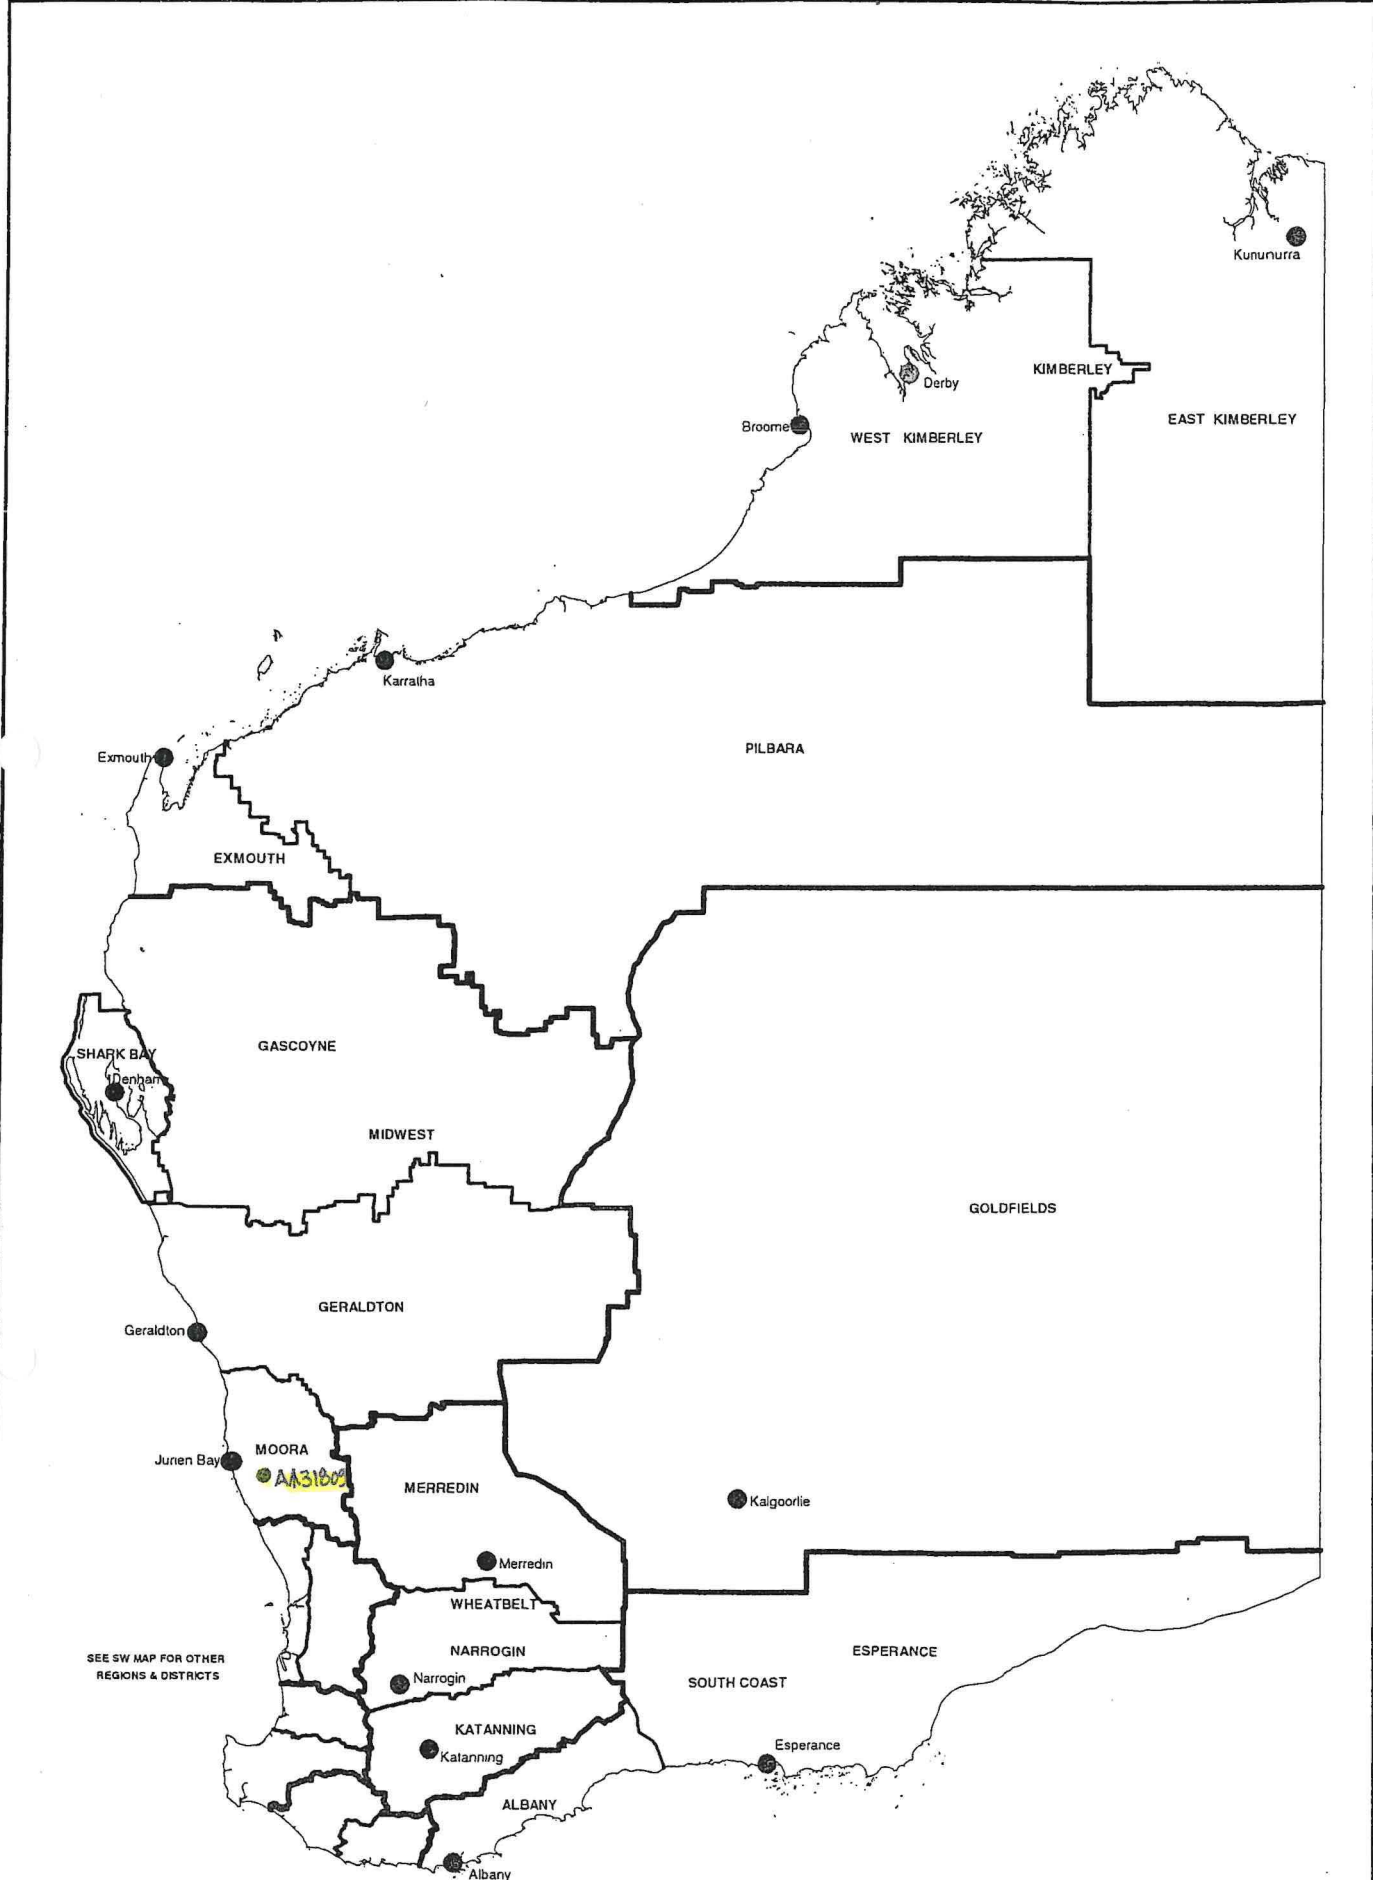 Kununurra
KIMBERLEY
Derby
EAST KIMBERLEY
Broome
WEST KIMBERLEY
Karratha
PILBARA
Exmouth
EXMOUTH
GASCOYNE
SHARK BAY
Denham
MIDWEST
GOLDFIELDS
GERALDTON
Geraldton
MOORA
Jurien Bay
AA31809
MERREDIN
Kalgoorlie
Merredin
WHEATBELT
NARROGIN
ESPERANCE
SEE SW MAP FOR OTHER
REGIONS & DISTRICTS
Narrogin
SOUTH COAST
KATANNING
Katanning
Esperance
ALBANY
Albany